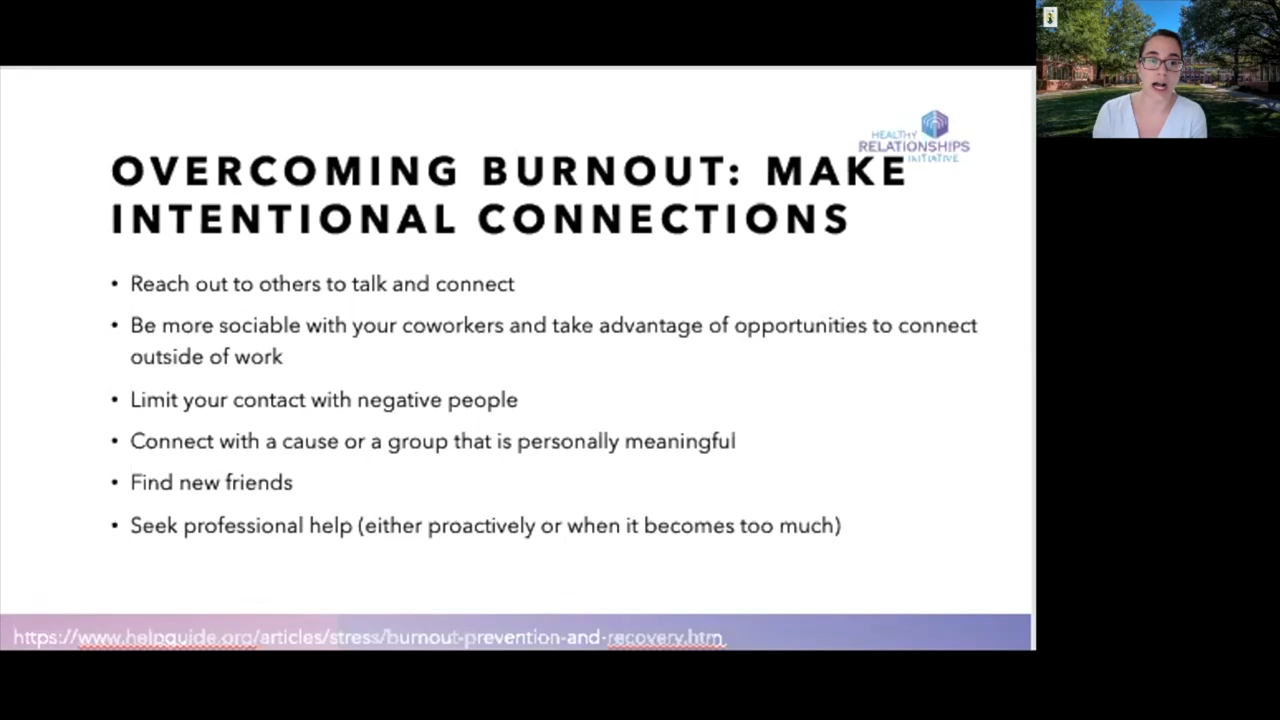 HEALTHY
RELATIONSHIPS
INITIATIVE
OVERCOMING BURNOUT: MAKE
INTENTIONAL CONNECTIONS
• Reach out to others to talk and connect
• Be more sociable with your coworkers and take advantage of opportunities to connect
outside of work
• Limit your contact with negative people
• Connect with a cause or a group that is personally meaningful
• Find new friends
• Seek professional help (either proactively or when it becomes too much)
https://www.helpguide.org/articles/stress/burnout-prevention-and-recovery.htm